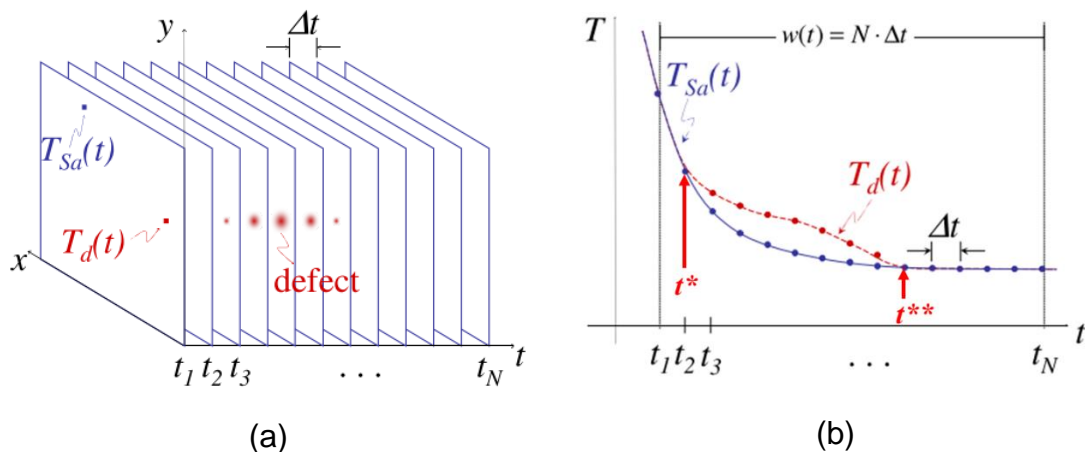 y
Δt
T_Sa(t)
T_d(t)
defect
x
t_1 t_2 t_3 . . . t_N t
(a)
T
w(t) = N · Δt
T_Sa(t)
T_d(t)
Δt
t*
t**
t
t_1 t_2 t_3 . . . t_N
(b)